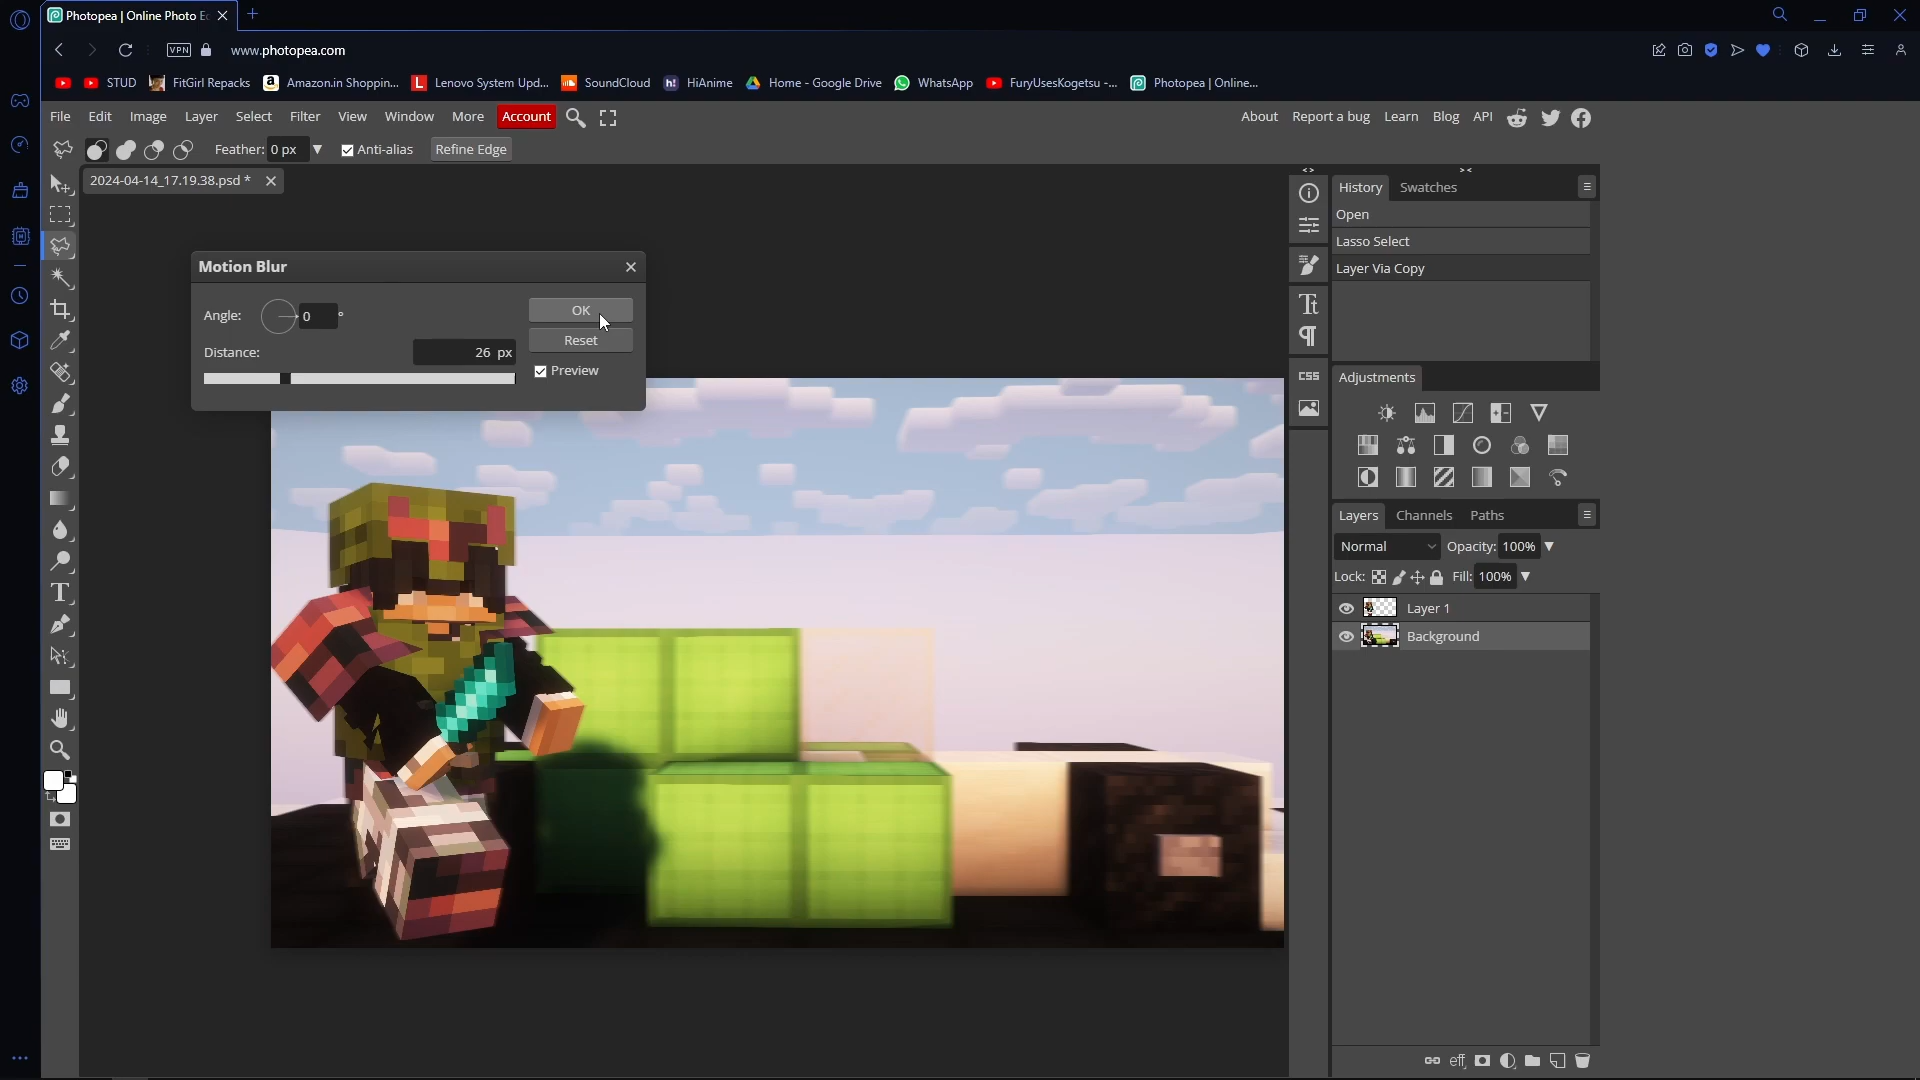 Photopea | Online Photo Ec
VPN www.photopea.com
STUD FitGirl Repacks Amazon.in Shoppin... Lenovo System Upd... SoundCloud HiAnime Home - Google Drive WhatsApp FuryUsesKogetsu -... Photopea | Online...
File Edit Image Layer Select Filter View Window More Account About Report a bug Learn Blog API
Feather: 0 px Anti-alias Refine Edge
2024-04-14_17.19.38.psd *
History Swatches
Open
Lasso Select
Layer Via Copy
Motion Blur
Angle: 0 °
OK
Reset
Distance: 26 px
Preview
CSS
Adjustments
Layers Channels Paths
Normal Opacity: 100%
Lock: Fill: 100%
Layer 1
Background
eff